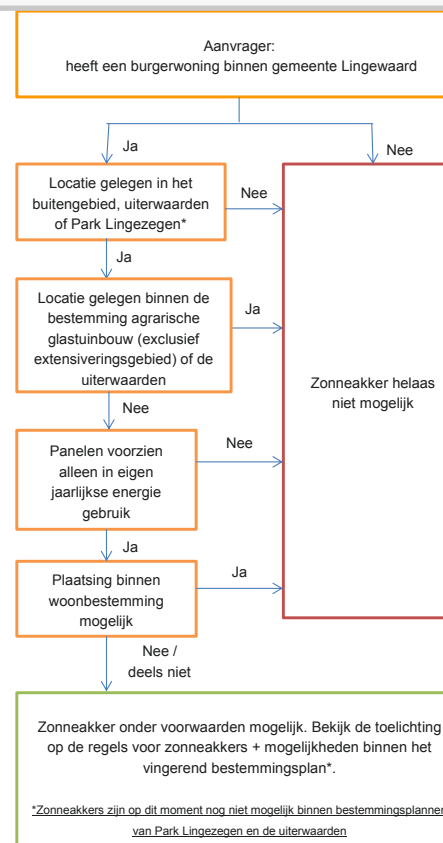 Aanvrager:
heeft een burgerwoning binnen gemeente Lingewaard
Ja
Nee
Locatie gelegen in het
buitengebied, uiterwaarden
of Park Lingezegen*
Nee
Ja
Locatie gelegen binnen de
bestemming agrarische
glastuinbouw (exclusief
extensiveringsgebied) of de
uiterwaarden
Ja
Zonneakker helaas
niet mogelijk
Nee
Panelen voorzien
alleen in eigen
jaarlijkse energie
gebruik
Nee
Ja
Plaatsing binnen
woonbestemming
mogelijk
Ja
Nee /
deels niet
Zonneakker onder voorwaarden mogelijk. Bekijk de toelichting
op de regels voor zonneakkers + mogelijkheden binnen het
vingerend bestemmingsplan*.
*Zonneakkers zijn op dit moment nog niet mogelijk binnen bestemmingsplannen
van Park Lingezegen en de uiterwaarden